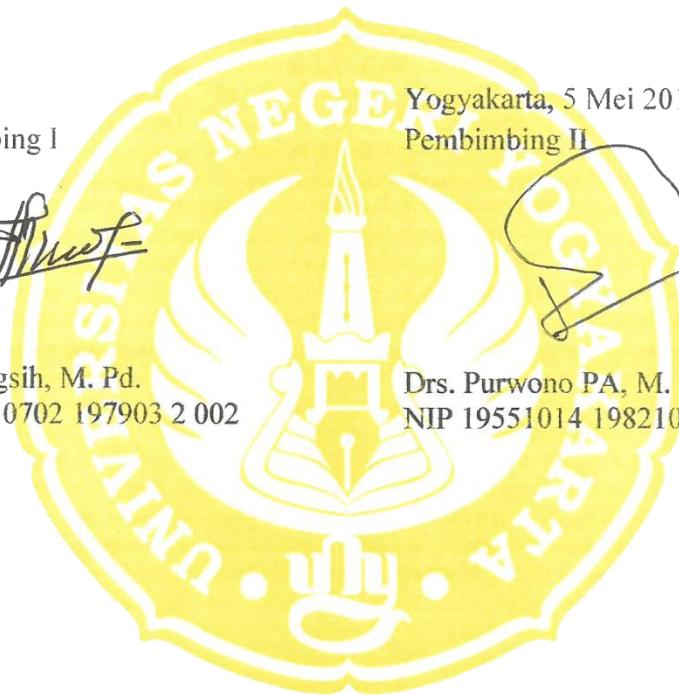 Yogyakarta, 5 Mei 201
bing I
Pembimbing II
gsih, M. Pd.
0702 197903 2 002
Drs. Purwono PA, M.
NIP 19551014 198210
UNIVERSITAS NEGERI YOGYAKARTA
uny